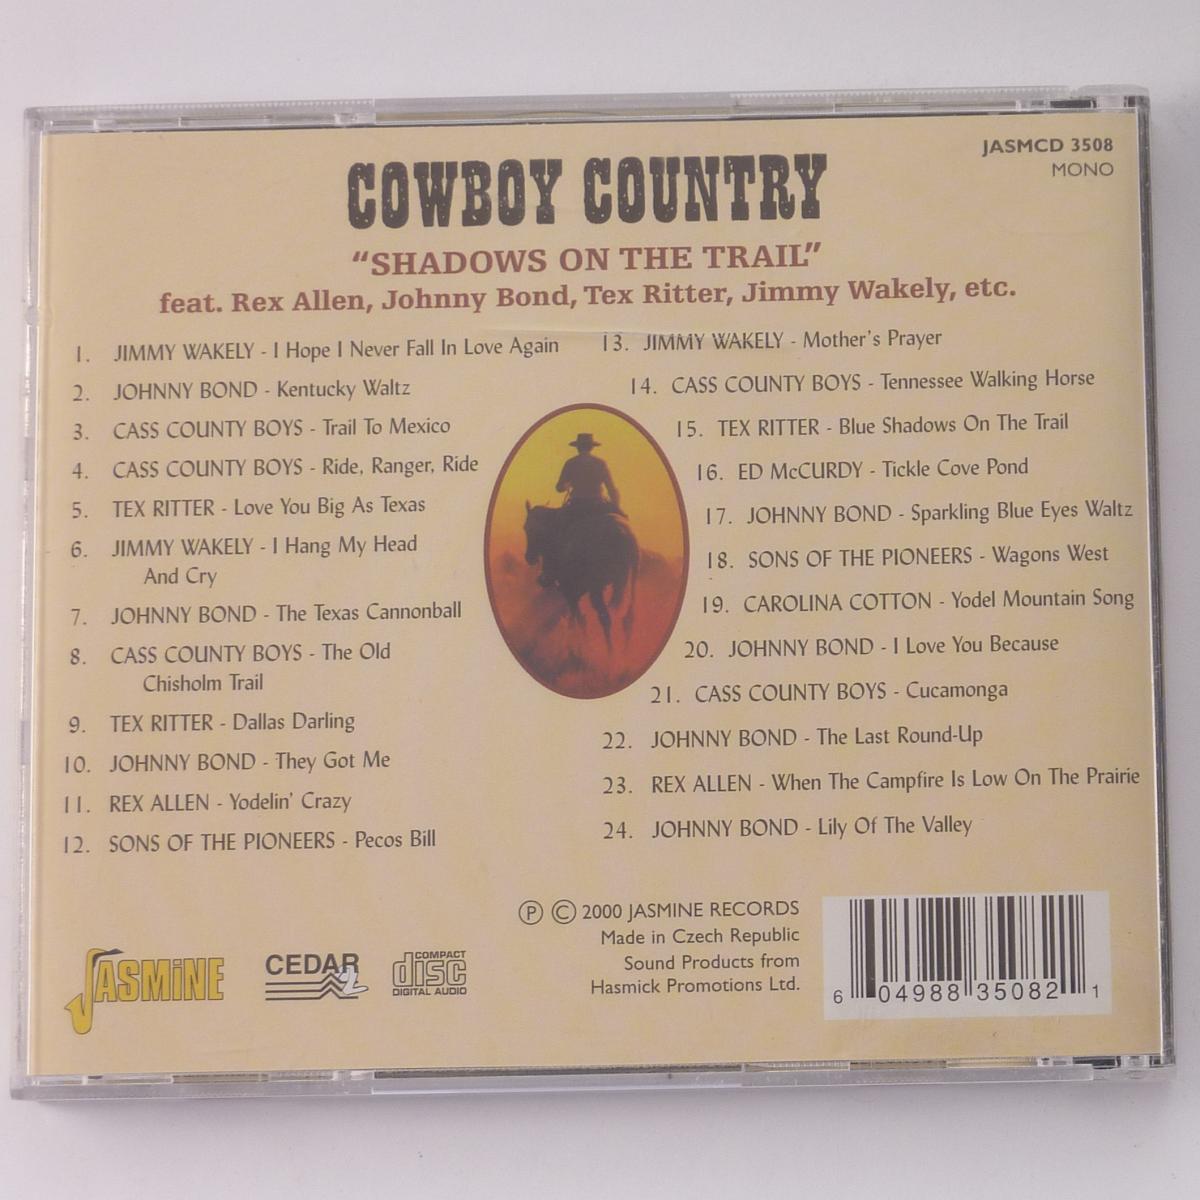 JASMCD 3508
MONO
COWBOY COUNTRY
“SHADOWS ON THE TRAIL”
feat. Rex Allen, Johnny Bond, Tex Ritter, Jimmy Wakely, etc.
1. JIMMY WAKELY - I Hope I Never Fall In Love Again
2. JOHNNY BOND - Kentucky Waltz
3. CASS COUNTY BOYS - Trail To Mexico
4. CASS COUNTY BOYS - Ride, Ranger, Ride
5. TEX RITTER - Love You Big As Texas
6. JIMMY WAKELY - I Hang My Head
And Cry
7. JOHNNY BOND - The Texas Cannonball
8. CASS COUNTY BOYS - The Old
Chisholm Trail
9. TEX RITTER - Dallas Darling
10. JOHNNY BOND - They Got Me
11. REX ALLEN - Yodelin’ Crazy
12. SONS OF THE PIONEERS - Pecos Bill
13. JIMMY WAKELY - Mother’s Prayer
14. CASS COUNTY BOYS - Tennessee Walking Horse
15. TEX RITTER - Blue Shadows On The Trail
16. ED McCURDY - Tickle Cove Pond
17. JOHNNY BOND - Sparkling Blue Eyes Waltz
18. SONS OF THE PIONEERS - Wagons West
19. CAROLINA COTTON - Yodel Mountain Song
20. JOHNNY BOND - I Love You Because
21. CASS COUNTY BOYS - Cucamonga
22. JOHNNY BOND - The Last Round-Up
23. REX ALLEN - When The Campfire Is Low On The Prairie
24. JOHNNY BOND - Lily Of The Valley
JASMiNE
CEDAR 2
COMPACT
disc
DIGITAL AUDIO
℗ © 2000 JASMINE RECORDS
Made in Czech Republic
Sound Products from
Hasmick Promotions Ltd.
6 04988 35082 1